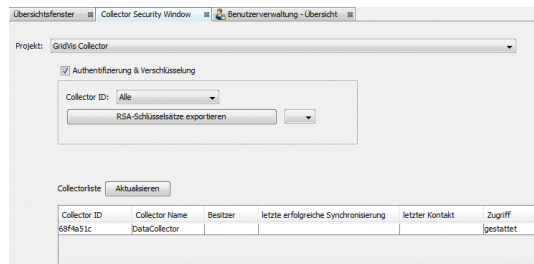 Übersichtsfenster Collector Security Window Benutzerverwaltung - Übersicht
Projekt: GridVis Collector
Authentifizierung & Verschlüsselung
Collector ID: Alle
RSA-Schlüsselsätze exportieren
Collectorliste Aktualisieren
Collector ID Collector Name Besitzer letzte erfolgreiche Synchronisierung letzter Kontakt Zugriff
68f4a51c DataCollector gestattet